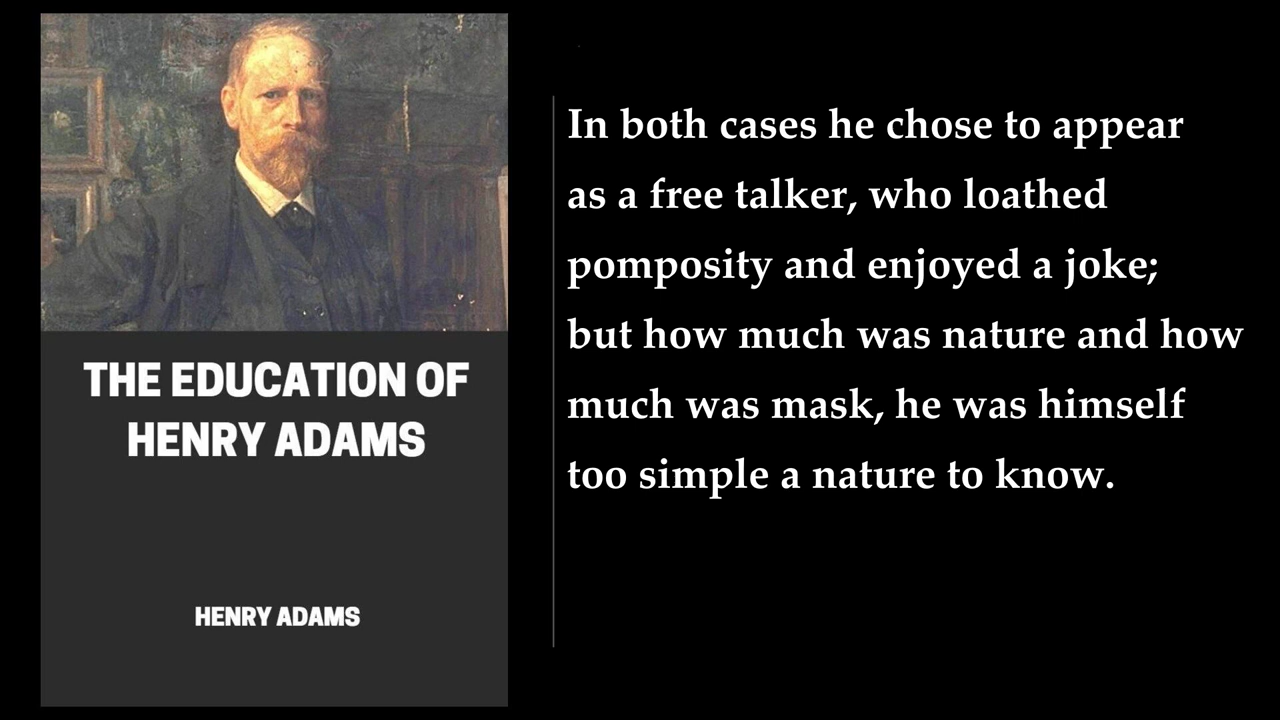 THE EDUCATION OF
HENRY ADAMS
HENRY ADAMS
In both cases he chose to appear
as a free talker, who loathed
pomposity and enjoyed a joke;
but how much was nature and how
much was mask, he was himself
too simple a nature to know.